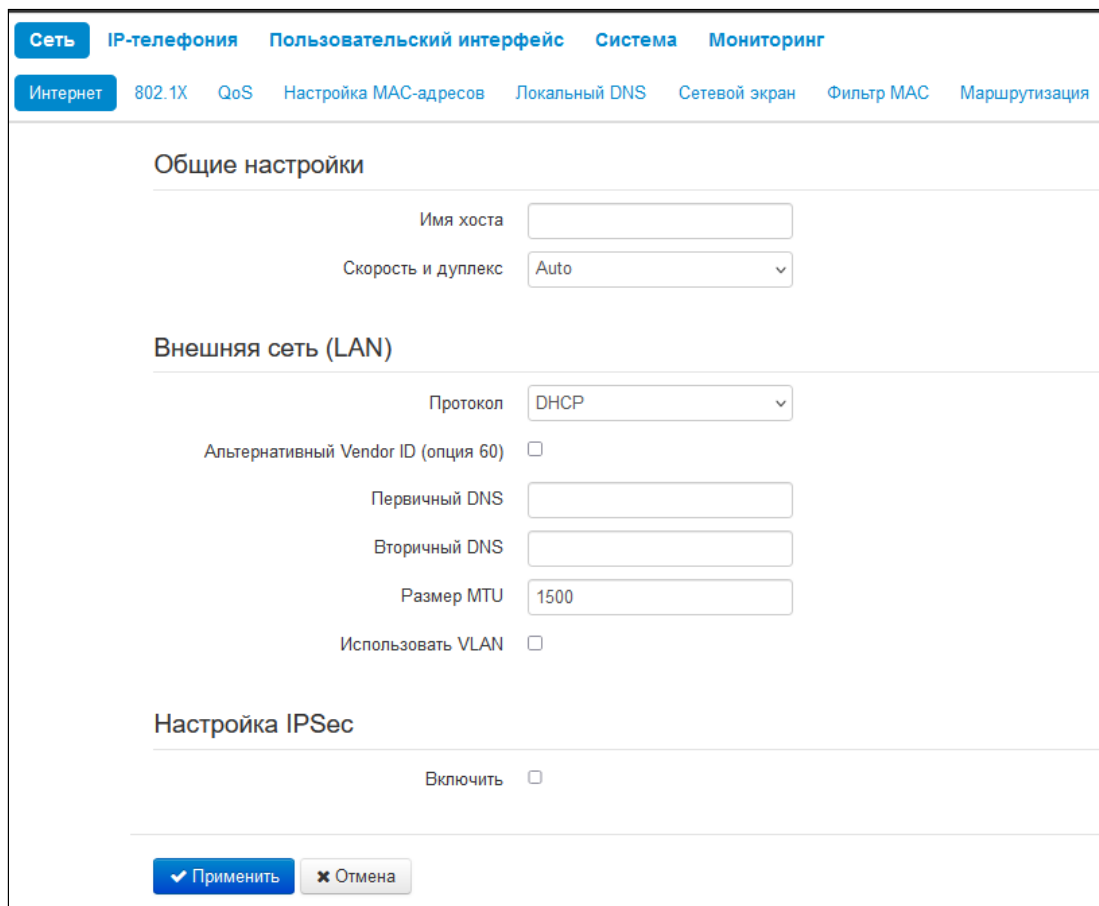 Сеть IP-телефония Пользовательский интерфейс Система Мониторинг
Интернет 802.1X QoS Настройка MAC-адресов Локальный DNS Сетевой экран Фильтр MAC Маршрутизация
Общие настройки
Имя хоста
Скорость и дуплекс Auto
Внешняя сеть (LAN)
Протокол DHCP
Альтернативный Vendor ID (опция 60)
Первичный DNS
Вторичный DNS
Размер MTU 1500
Использовать VLAN
Настройка IPSec
Включить
Применить Отмена